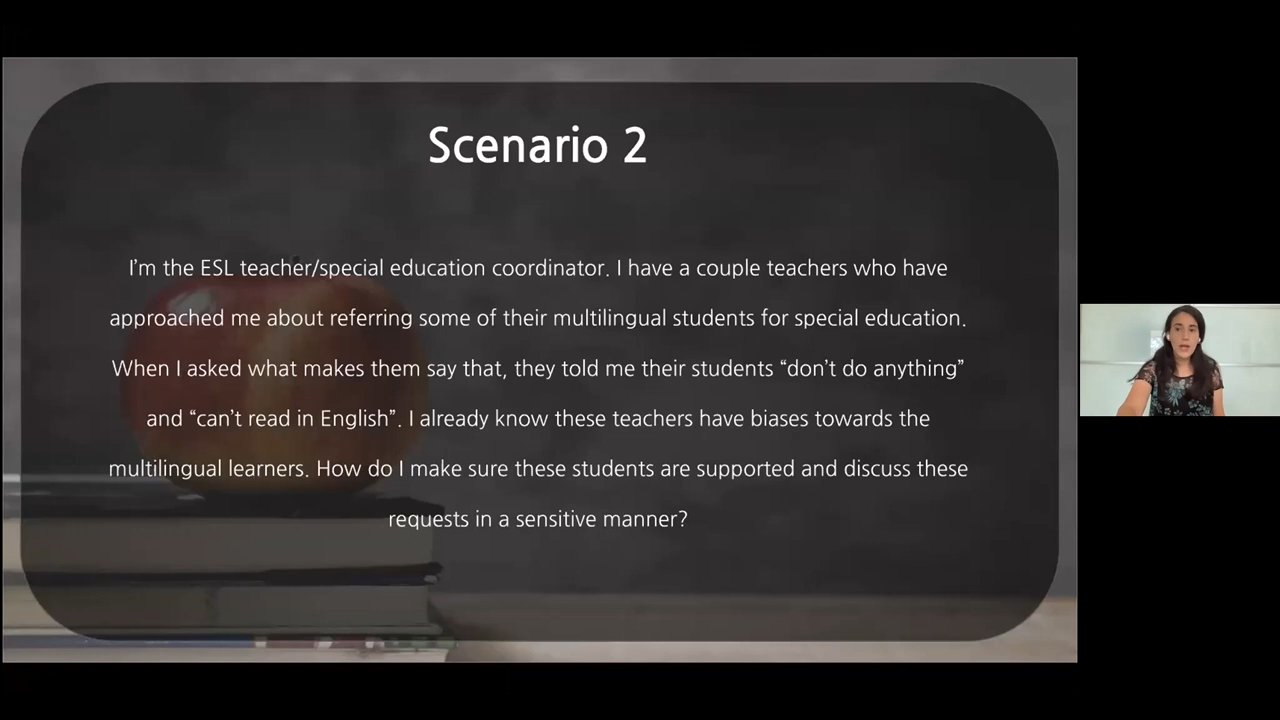 Scenario 2
I’m the ESL teacher/special education coordinator. I have a couple teachers who have
approached me about referring some of their multilingual students for special education.
When I asked what makes them say that, they told me their students “don’t do anything”
and “can’t read in English”. I already know these teachers have biases towards the
multilingual learners. How do I make sure these students are supported and discuss these
requests in a sensitive manner?